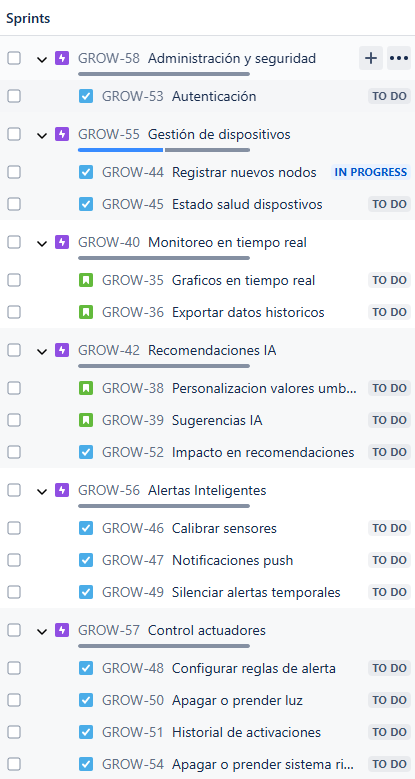 Sprints
GROW-58 Administración y seguridad
GROW-53 Autenticación TO DO
GROW-55 Gestión de dispositivos
GROW-44 Registrar nuevos nodos IN PROGRESS
GROW-45 Estado salud dispostivos TO DO
GROW-40 Monitoreo en tiempo real
GROW-35 Graficos en tiempo real TO DO
GROW-36 Exportar datos historicos TO DO
GROW-42 Recomendaciones IA
GROW-38 Personalizacion valores umb... TO DO
GROW-39 Sugerencias IA TO DO
GROW-52 Impacto en recomendaciones TO DO
GROW-56 Alertas Inteligentes
GROW-46 Calibrar sensores TO DO
GROW-47 Notificaciones push TO DO
GROW-49 Silenciar alertas temporales TO DO
GROW-57 Control actuadores
GROW-48 Configurar reglas de alerta TO DO
GROW-50 Apagar o prender luz TO DO
GROW-51 Historial de activaciones TO DO
GROW-54 Apagar o prender sistema ri... TO DO